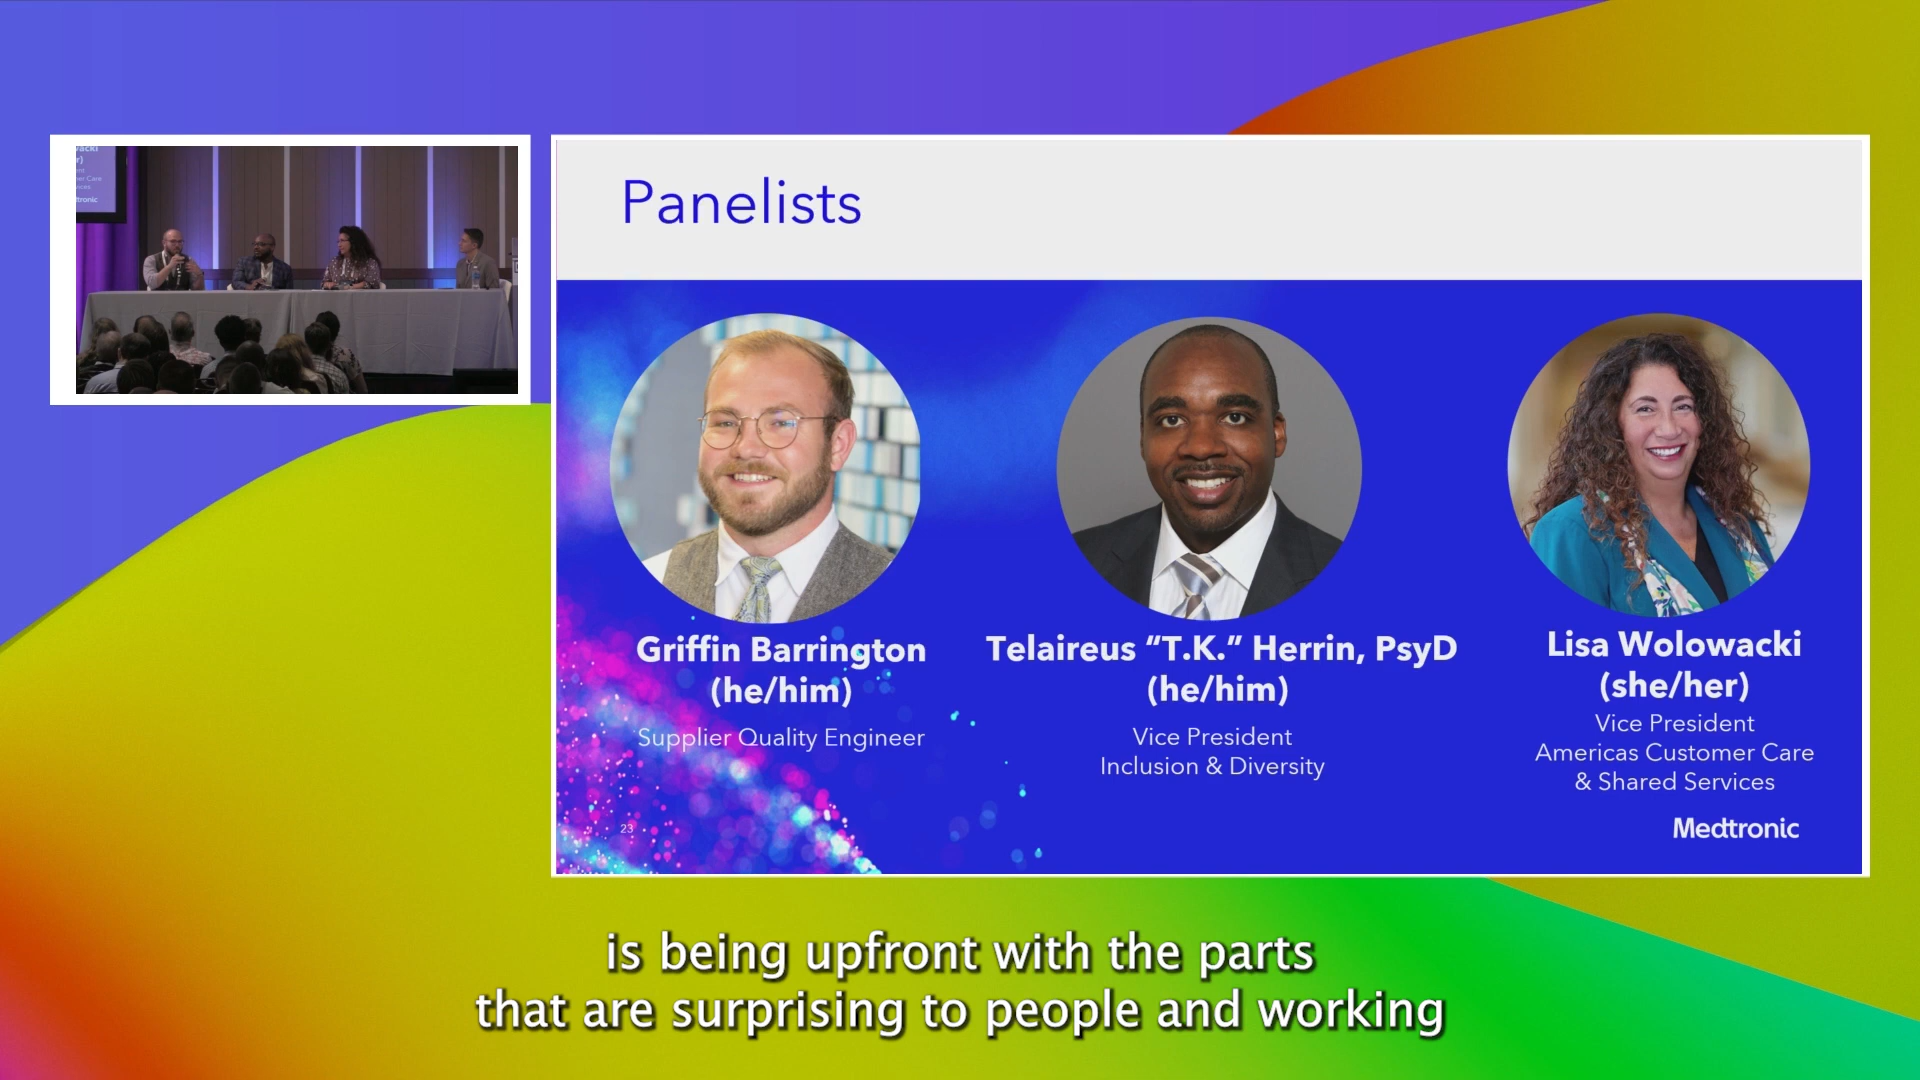 Panelists
Griffin Barrington
(he/him)
Supplier Quality Engineer
Telaireus “T.K.” Herrin, PsyD
(he/him)
Vice President
Inclusion & Diversity
Lisa Wolowacki
(she/her)
Vice President
Americas Customer Care
& Shared Services
23
Medtronic
is being upfront with the parts
that are surprising to people and working